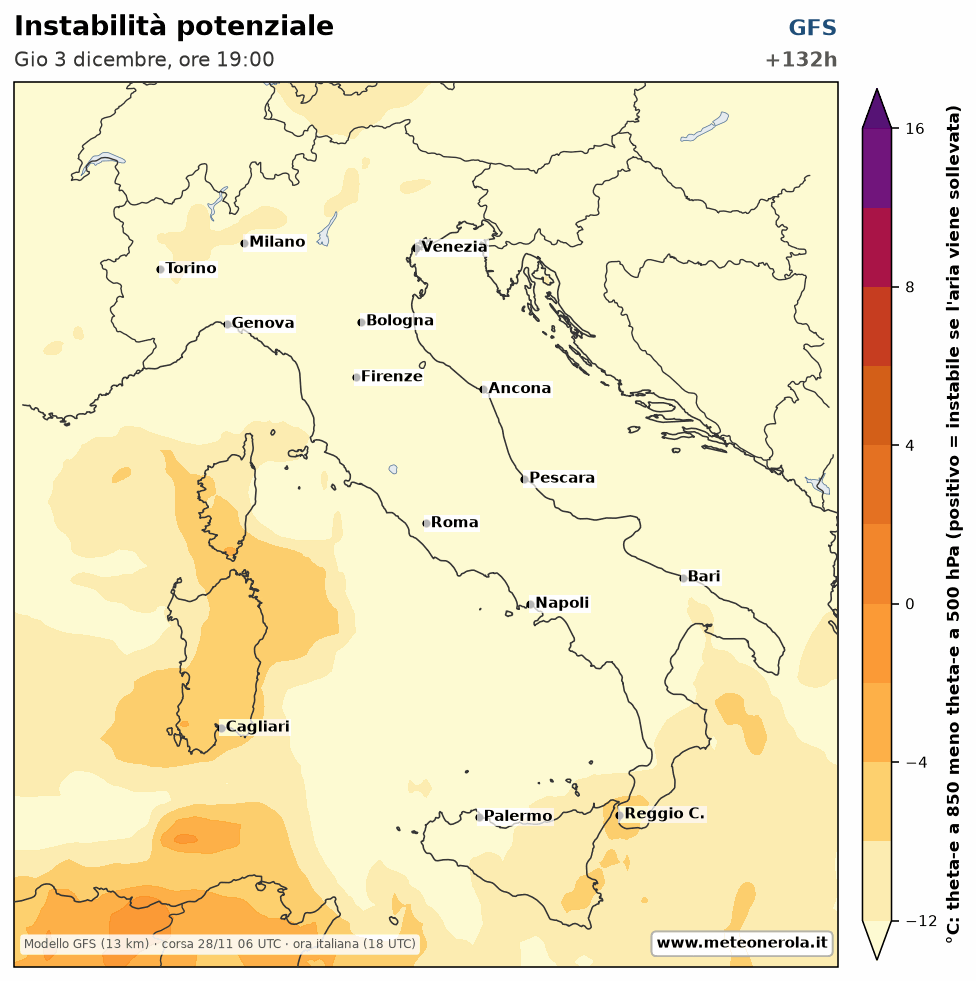 Instabilità potenziale
GFS
Gio 3 dicembre, ore 19:00
+132h
Milano
Venezia
Torino
Genova
Bologna
Firenze
Ancona
Pescara
Roma
Bari
Napoli
Cagliari
Palermo
Reggio C.
16
8
4
0
−4
−12
°C: theta-e a 850 meno theta-e a 500 hPa (positivo = instabile se l'aria viene sollevata)
Modello GFS (13 km) · corsa 28/11 06 UTC · ora italiana (18 UTC)
www.meteonerola.it